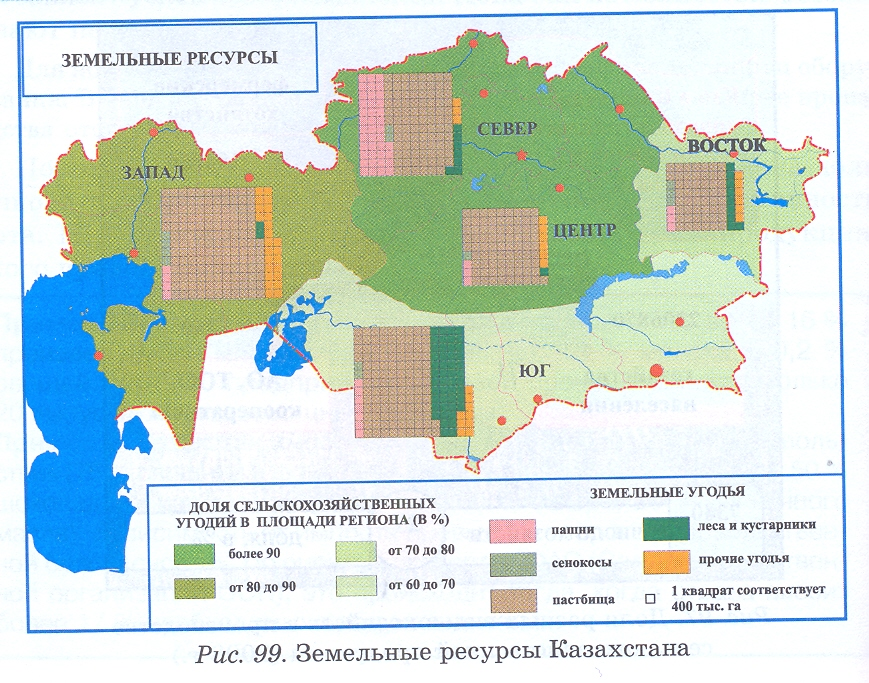 ЗЕМЕЛЬНЫЕ РЕСУРСЫ
СЕВЕР
ВОСТОК
ЗАПАД
ЦЕНТР
ЮГ
ДОЛЯ СЕЛЬСКОХОЗЯЙСТВЕННЫХ
УГОДИЙ В ПЛОЩАДИ РЕГИОНА (В %)
более 90
от 70 до 80
от 80 до 90
от 60 до 70
ЗЕМЕЛЬНЫЕ УГОДЬЯ
пашни
леса и кустарники
сенокосы
прочие угодья
пастбища
1 квадрат соответствует
400 тыс. га
Рис. 99. Земельные ресурсы Казахстана